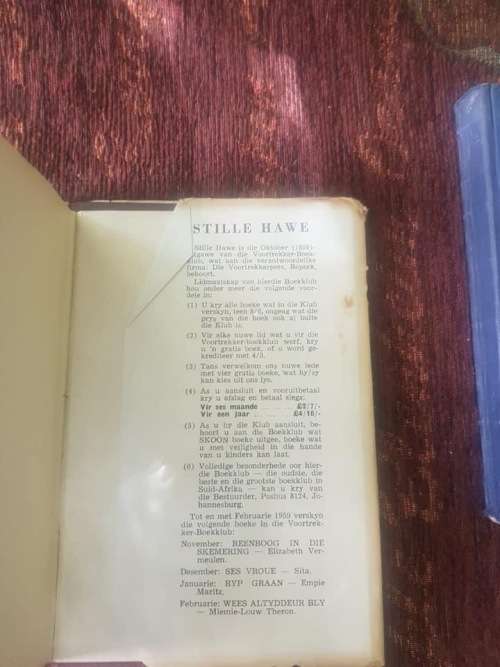 STILLE HAWE
Stille Hawe is die Oktober (1958)-
uitgawe van die Voortrekker-Boek-
klub, wat aan die verantwoordelike
firma: Die Voortrekkerpers, Beperk,
behoort.
Lidmaatskap van hierdie Boekklub
hou onder meer die volgende voor-
dele in:
(1) U kry alle boeke wat in die Klub
verskyn, teen 8/6, ongeag wat die
prys van die boek ook al buite
die Klub is.
(2) Vir elke nuwe lid wat u vir die
Voortrekker-boekklub werf, kry
u 'n gratis boek, of u word ge-
krediteer met 4/3.
(3) Tans verwelkom ons nuwe lede
met vier gratis boeke, wat hy/sy
kan kies uit ons lys.
(4) As u aansluit en vooruitbetaal
kry u afslag en betaal slegs:
Vir ses maande ........ £2/7/-
Vir een jaar .... ........ £4/10/-
(5) As u by die Klub aansluit, be-
hoort u aan die Boekklub wat
SKOON boeke uitgee, boeke wat
u met veiligheid in die hande
van u kinders kan laat.
(6) Volledige besonderhede oor hier-
die Boekklub — die oudste, die
beste en die grootste boekklub in
Suid-Afrika — kan u kry van
die Bestuurder, Posbus 8124, Jo-
hannesburg.
Tot en met Februarie 1959 verskyn
die volgende boeke in die Voortrek-
ker-Boekklub:
November: REENBOOG IN DIE
SKEMERING — Elizabeth Ver-
meulen.
Desember: SES VROUE — Sita.
Januarie: RYP GRAAN — Empie
Maritz.
Februarie: WEES ALTYDDEUR BLY
— Miemie-Louw Theron.